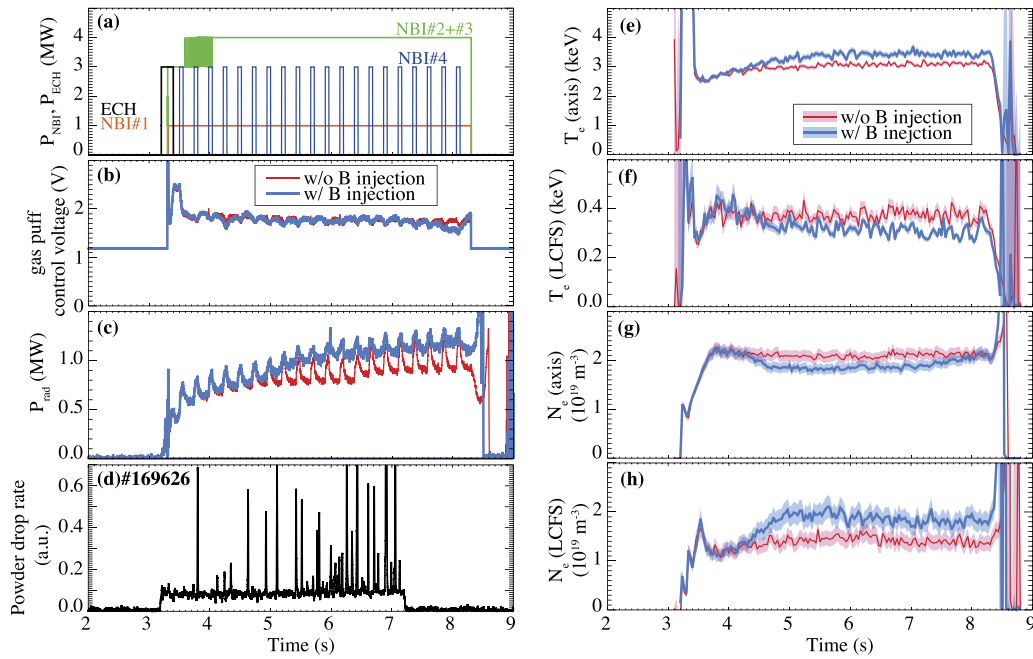 (a)
NBI#2+#3
NBI#4
ECH
NBI#1
P_NBI, P_ECH (MW)
4
3
2
1
0
(b)
w/o B injection
w/ B injection
gas puff
control voltage (V)
2
1
0
(c)
P_rad (MW)
1.0
0.5
0.0
(d)#169626
Powder drop rate
(a.u.)
0.6
0.4
0.2
0.0
2 3 4 5 6 7 8 9
Time (s)
(e)
w/o B injection
w/ B inejction
T_e (axis) (keV)
4
3
2
1
0
(f)
T_e (LCFS) (keV)
0.4
0.2
0.0
(g)
N_e (axis)
(10^19 m^-3)
2
1
0
(h)
N_e (LCFS)
(10^19 m^-3)
2
1
0
2 3 4 5 6 7 8 9
Time (s)